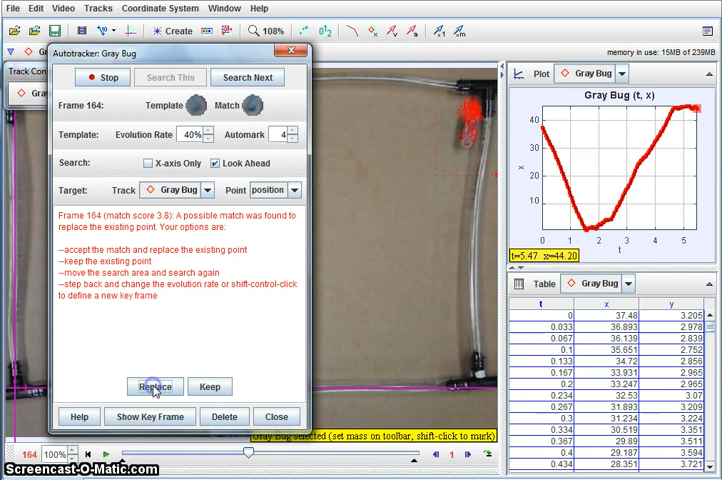 File Edit Video Tracks Coordinate System Window Help
Create 108%
memory in use: 15MB of 239MB
Autotracker: Gray Bug
Track Con
Stop Search This Search Next
Frame 164: Template Match
Template: Evolution Rate 40% Automark 4
Search: X-axis Only Look Ahead
Target: Track Gray Bug Point position
Frame 164 (match score 3.8): A possible match was found to
replace the existing point. Your options are:
--accept the match and replace the existing point
--keep the existing point
--move the search area and search again
--step back and change the evolution rate or shift-control-click
to define a new key frame
Replace Keep
Help Show Key Frame Delete Close
Gray Bug selected (set mass on toolbar, shift-click to mark)
164 100% 1
Screencast-O-Matic.com
Plot Gray Bug
Gray Bug (t, x)
x
40
30
20
10
0 1 2 3 4 5
t
t=5.47 x=44.20
Table Gray Bug
t x y
0 37.48 3.205
0.033 36.893 2.978
0.067 36.139 2.839
0.1 35.651 2.752
0.133 34.72 2.856
0.167 33.931 2.965
0.2 33.247 2.965
0.234 32.53 3.07
0.267 31.893 3.209
0.3 31.234 3.224
0.334 30.519 3.351
0.367 29.89 3.511
0.4 29.187 3.594
0.434 28.351 3.721